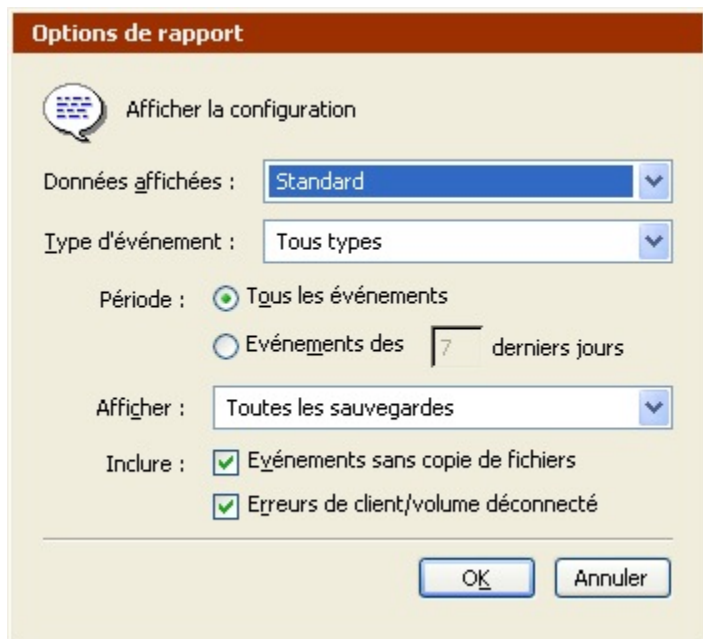 Options de rapport
Afficher la configuration
Données affichées : Standard
Type d'événement : Tous types
Période : Tous les événements
Evénements des 7 derniers jours
Afficher : Toutes les sauvegardes
Inclure : Evénements sans copie de fichiers
Erreurs de client/volume déconnecté
OK Annuler